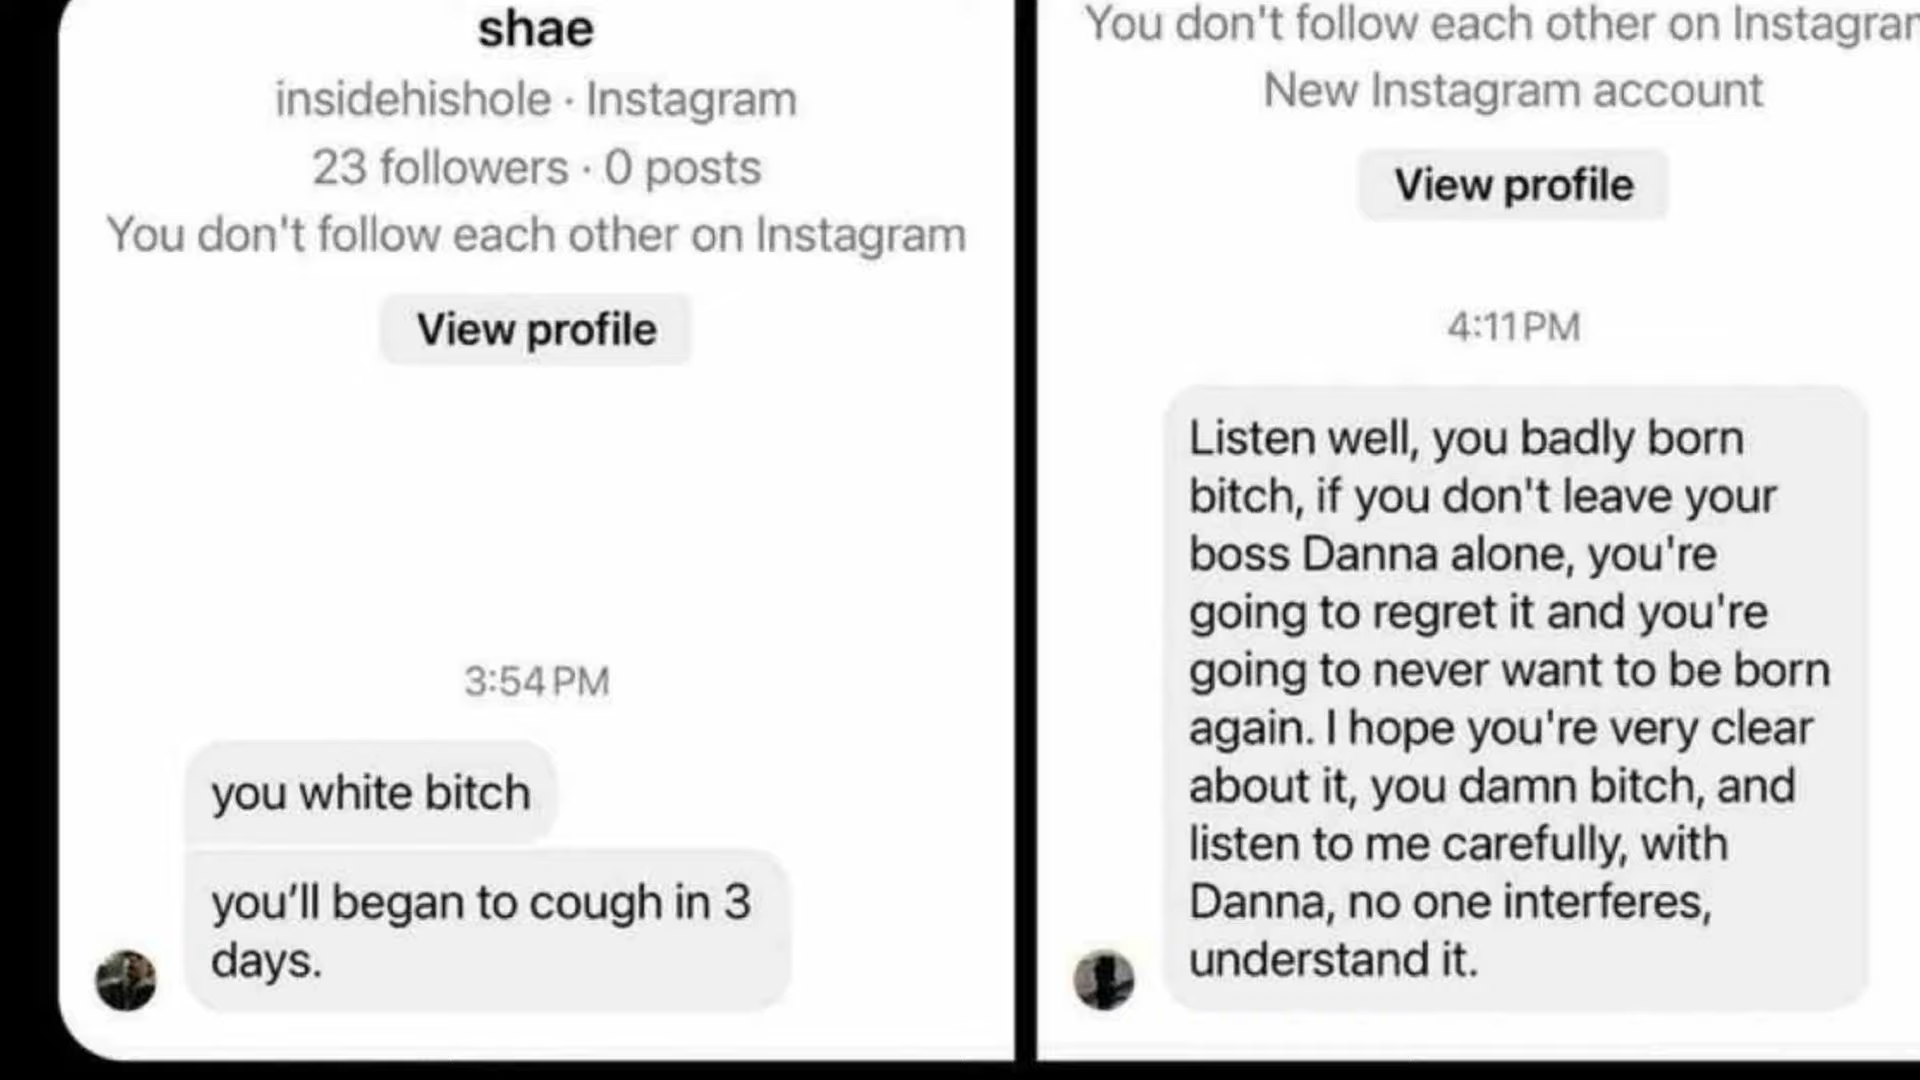 shae
insidehishole · Instagram
23 followers · 0 posts
You don't follow each other on Instagram
View profile
3:54 PM
you white bitch
you’ll began to cough in 3
days.
You don't follow each other on Instagram
New Instagram account
View profile
4:11 PM
Listen well, you badly born
bitch, if you don't leave your
boss Danna alone, you're
going to regret it and you're
going to never want to be born
again. I hope you're very clear
about it, you damn bitch, and
listen to me carefully, with
Danna, no one interferes,
understand it.